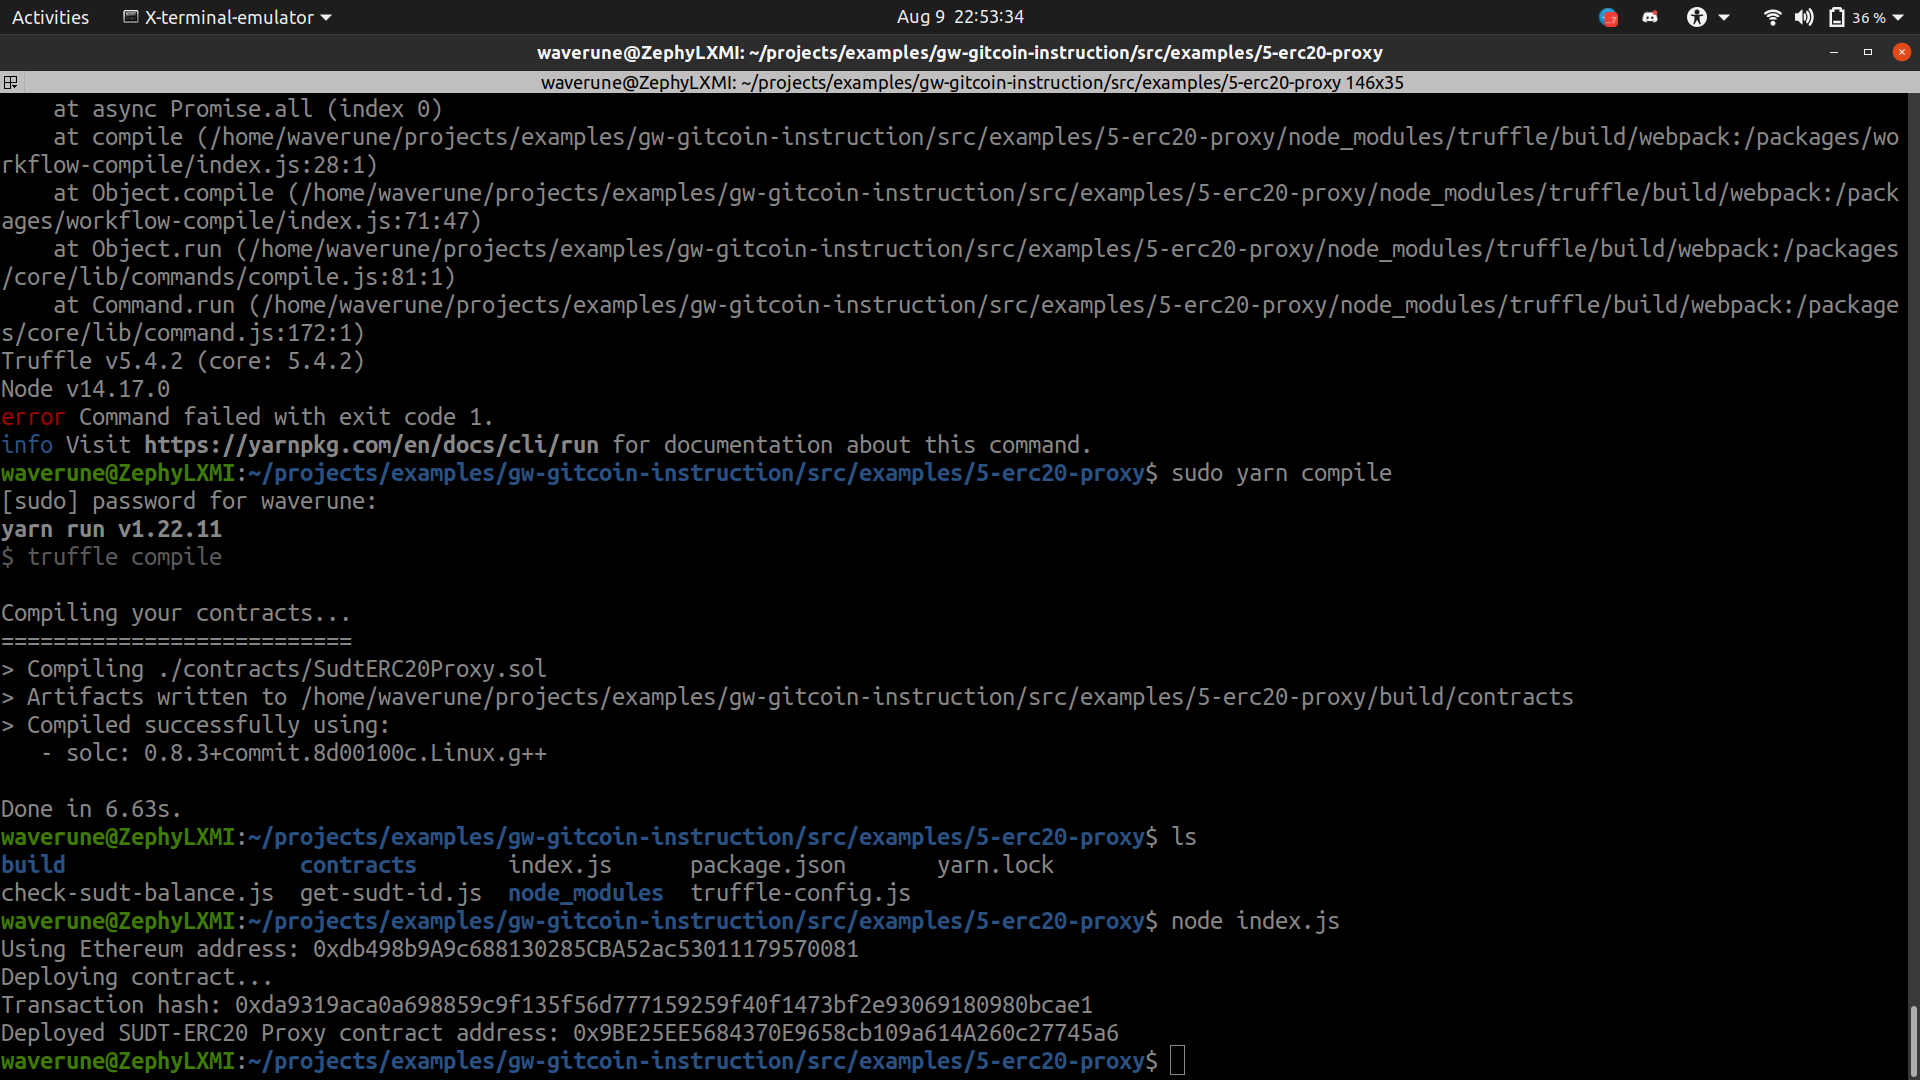 Activities
X-terminal-emulator
Aug 9 22:53:34
36 %
waverune@ZephyLXMI: ~/projects/examples/gw-gitcoin-instruction/src/examples/5-erc20-proxy
waverune@ZephyLXMI: ~/projects/examples/gw-gitcoin-instruction/src/examples/5-erc20-proxy 146x35
    at async Promise.all (index 0)
    at compile (/home/waverune/projects/examples/gw-gitcoin-instruction/src/examples/5-erc20-proxy/node_modules/truffle/build/webpack:/packages/wo
rkflow-compile/index.js:28:1)
    at Object.compile (/home/waverune/projects/examples/gw-gitcoin-instruction/src/examples/5-erc20-proxy/node_modules/truffle/build/webpack:/pack
ages/workflow-compile/index.js:71:47)
    at Object.run (/home/waverune/projects/examples/gw-gitcoin-instruction/src/examples/5-erc20-proxy/node_modules/truffle/build/webpack:/packages
/core/lib/commands/compile.js:81:1)
    at Command.run (/home/waverune/projects/examples/gw-gitcoin-instruction/src/examples/5-erc20-proxy/node_modules/truffle/build/webpack:/package
s/core/lib/command.js:172:1)
Truffle v5.4.2 (core: 5.4.2)
Node v14.17.0
error Command failed with exit code 1.
info Visit https://yarnpkg.com/en/docs/cli/run for documentation about this command.
waverune@ZephyLXMI:~/projects/examples/gw-gitcoin-instruction/src/examples/5-erc20-proxy$ sudo yarn compile
[sudo] password for waverune:
yarn run v1.22.11
$ truffle compile
Compiling your contracts...
===========================
> Compiling ./contracts/SudtERC20Proxy.sol
> Artifacts written to /home/waverune/projects/examples/gw-gitcoin-instruction/src/examples/5-erc20-proxy/build/contracts
> Compiled successfully using:
   - solc: 0.8.3+commit.8d00100c.Linux.g++
Done in 6.63s.
waverune@ZephyLXMI:~/projects/examples/gw-gitcoin-instruction/src/examples/5-erc20-proxy$ ls
build                  contracts       index.js      package.json       yarn.lock
check-sudt-balance.js  get-sudt-id.js  node_modules  truffle-config.js
waverune@ZephyLXMI:~/projects/examples/gw-gitcoin-instruction/src/examples/5-erc20-proxy$ node index.js
Using Ethereum address: 0xdb498b9A9c688130285CBA52ac53011179570081
Deploying contract...
Transaction hash: 0xda9319aca0a698859c9f135f56d777159259f40f1473bf2e93069180980bcae1
Deployed SUDT-ERC20 Proxy contract address: 0x9BE25EE5684370E9658cb109a614A260c27745a6
waverune@ZephyLXMI:~/projects/examples/gw-gitcoin-instruction/src/examples/5-erc20-proxy$